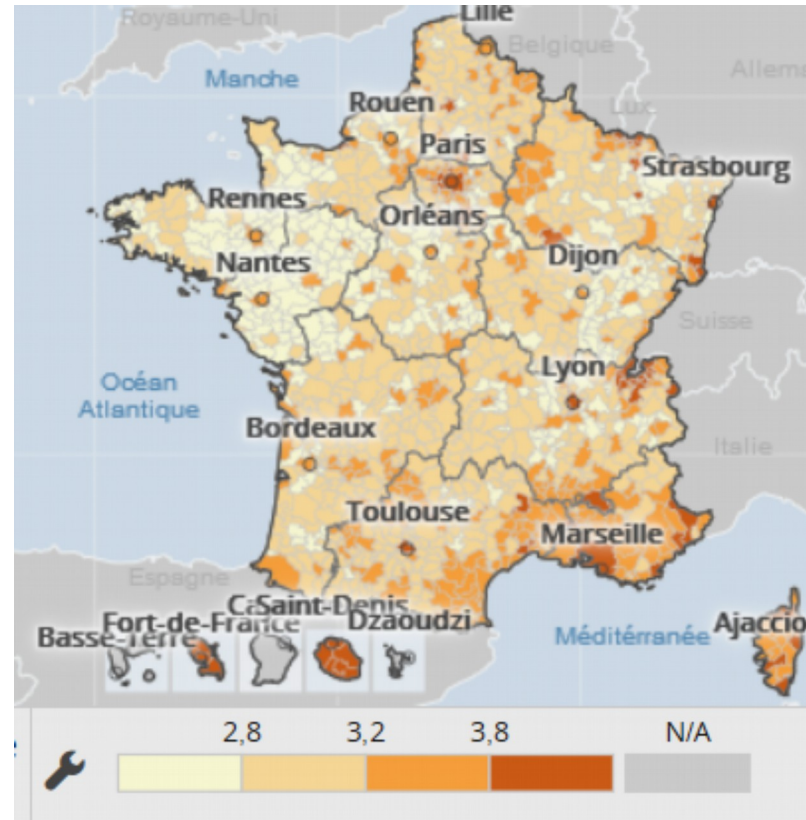 Lille
Royaume-Uni
Belgique
Manche
Allema
Rouen
Lux
Paris
Strasbourg
Rennes
Orléans
Nantes
Dijon
Suisse
Lyon
Océan
Atlantique
Bordeaux
Italie
Toulouse
Marseille
Espagne
Saint-Denis
Fort-de-France
Dzaoudzi
Ajaccio
Basse-Terre
Méditérranée
2,8 3,2 3,8 N/A